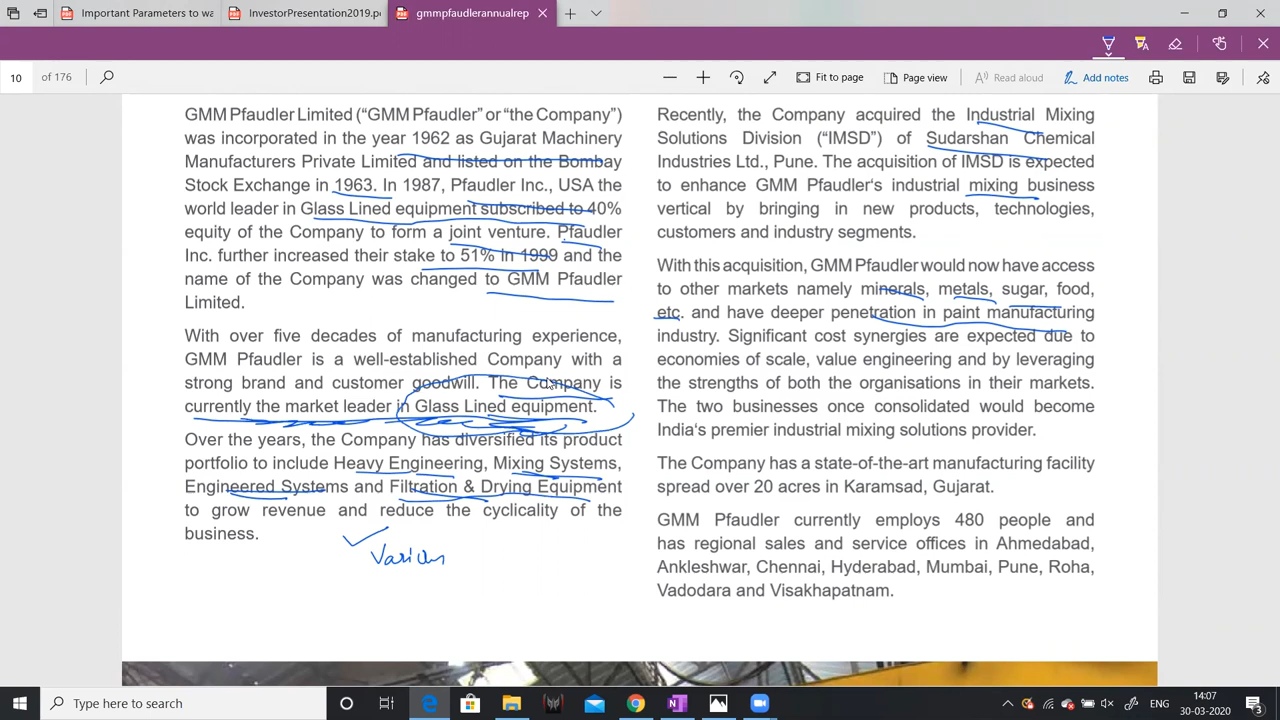 Important Parameters to wa
InvestorPresentation2019.p
gmmpfaudlerannualrep
10 of 176
Fit to page
Page view
Read aloud
Add notes
GMM Pfaudler Limited (“GMM Pfaudler” or “the Company”)
was incorporated in the year 1962 as Gujarat Machinery
Manufacturers Private Limited and listed on the Bombay
Stock Exchange in 1963. In 1987, Pfaudler Inc., USA the
world leader in Glass Lined equipment subscribed to 40%
equity of the Company to form a joint venture. Pfaudler
Inc. further increased their stake to 51% in 1999 and the
name of the Company was changed to GMM Pfaudler
Limited.
With over five decades of manufacturing experience,
GMM Pfaudler is a well-established Company with a
strong brand and customer goodwill. The Company is
currently the market leader in Glass Lined equipment.
Over the years, the Company has diversified its product
portfolio to include Heavy Engineering, Mixing Systems,
Engineered Systems and Filtration & Drying Equipment
to grow revenue and reduce the cyclicality of the
business.
Various
Recently, the Company acquired the Industrial Mixing
Solutions Division (“IMSD”) of Sudarshan Chemical
Industries Ltd., Pune. The acquisition of IMSD is expected
to enhance GMM Pfaudler‘s industrial mixing business
vertical by bringing in new products, technologies,
customers and industry segments.
With this acquisition, GMM Pfaudler would now have access
to other markets namely minerals, metals, sugar, food,
etc. and have deeper penetration in paint manufacturing
industry. Significant cost synergies are expected due to
economies of scale, value engineering and by leveraging
the strengths of both the organisations in their markets.
The two businesses once consolidated would become
India‘s premier industrial mixing solutions provider.
The Company has a state-of-the-art manufacturing facility
spread over 20 acres in Karamsad, Gujarat.
GMM Pfaudler currently employs 480 people and
has regional sales and service offices in Ahmedabad,
Ankleshwar, Chennai, Hyderabad, Mumbai, Pune, Roha,
Vadodara and Visakhapatnam.
Type here to search
ENG
14:07
30-03-2020